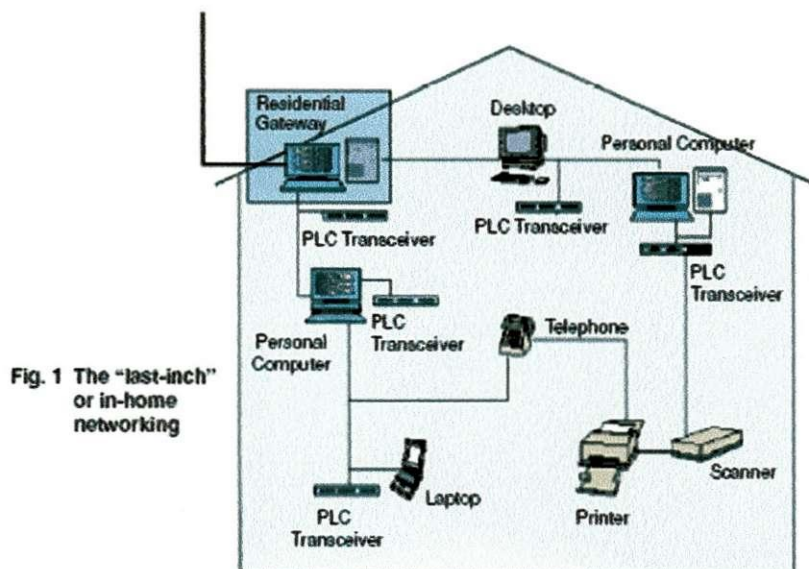 Residential
Gateway
Desktop
Personal Computer
PLC Transceiver
PLC Transceiver
PLC
Transceiver
PLC
Transceiver
Personal
Computer
Telephone
Fig. 1 The "last-inch"
or in-home
networking
Laptop
Scanner
PLC
Transceiver
Printer